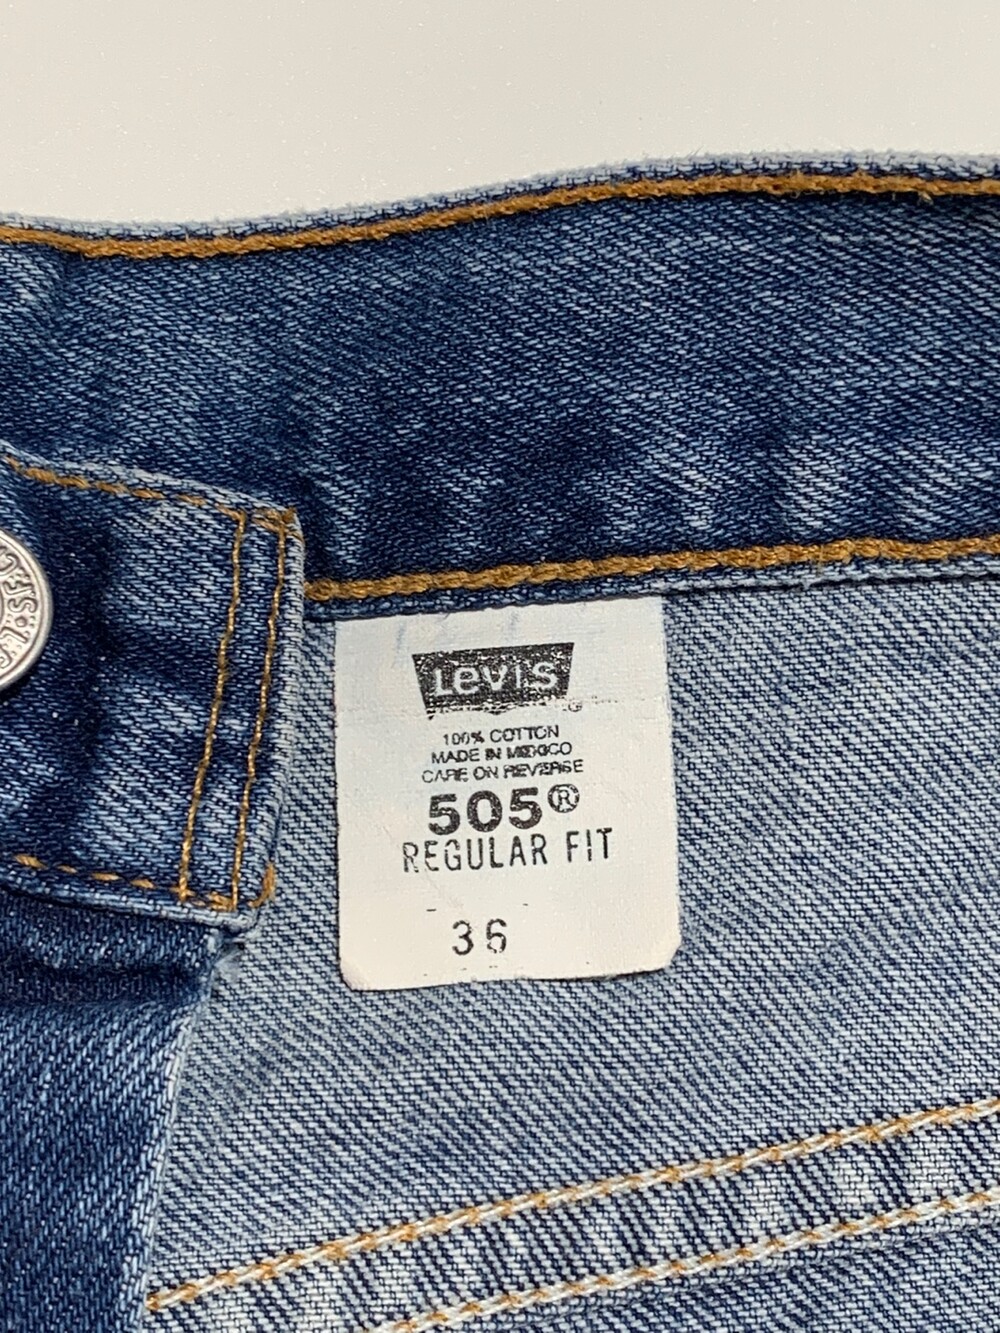 Levi's
100% COTTON
MADE IN MEXICO
CARE ON REVERSE
505®
REGULAR FIT
36